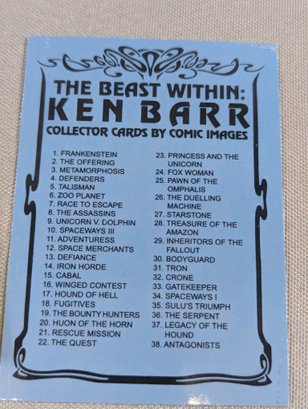 THE BEAST WITHIN:
KEN BARR
COLLECTOR CARDS BY COMIC IMAGES
1. FRANKENSTEIN
2. THE OFFERING
3. METAMORPHOSIS
4. DEFENDERS
5. TALISMAN
6. ZOO PLANET
7. RACE TO ESCAPE
8. THE ASSASSINS
9. UNICORN V. DOLPHIN
10. SPACEWAYS III
11. ADVENTURESS
12. SPACE MERCHANTS
13. DEFIANCE
14. IRON HORDE
15. CABAL
16. WINGED CONTEST
17. HOUND OF HELL
18. FUGITIVES
19. THE BOUNTY HUNTERS
20. HUON OF THE HORN
21. RESCUE MISSION
22. THE QUEST
23. PRINCESS AND THE
UNICORN
24. FOX WOMAN
25. PAWN OF THE
OMPHALIS
26. THE DUELLING
MACHINE
27. STARSTONE
28. TREASURE OF THE
AMAZON
29. INHERITORS OF THE
FALLOUT
30. BODYGUARD
31. TRON
32. CRONE
33. GATEKEEPER
34. SPACEWAYS I
35. SULU'S TRIUMPH
36. THE SERPENT
37. LEGACY OF THE
HOUND
38. ANTAGONISTS